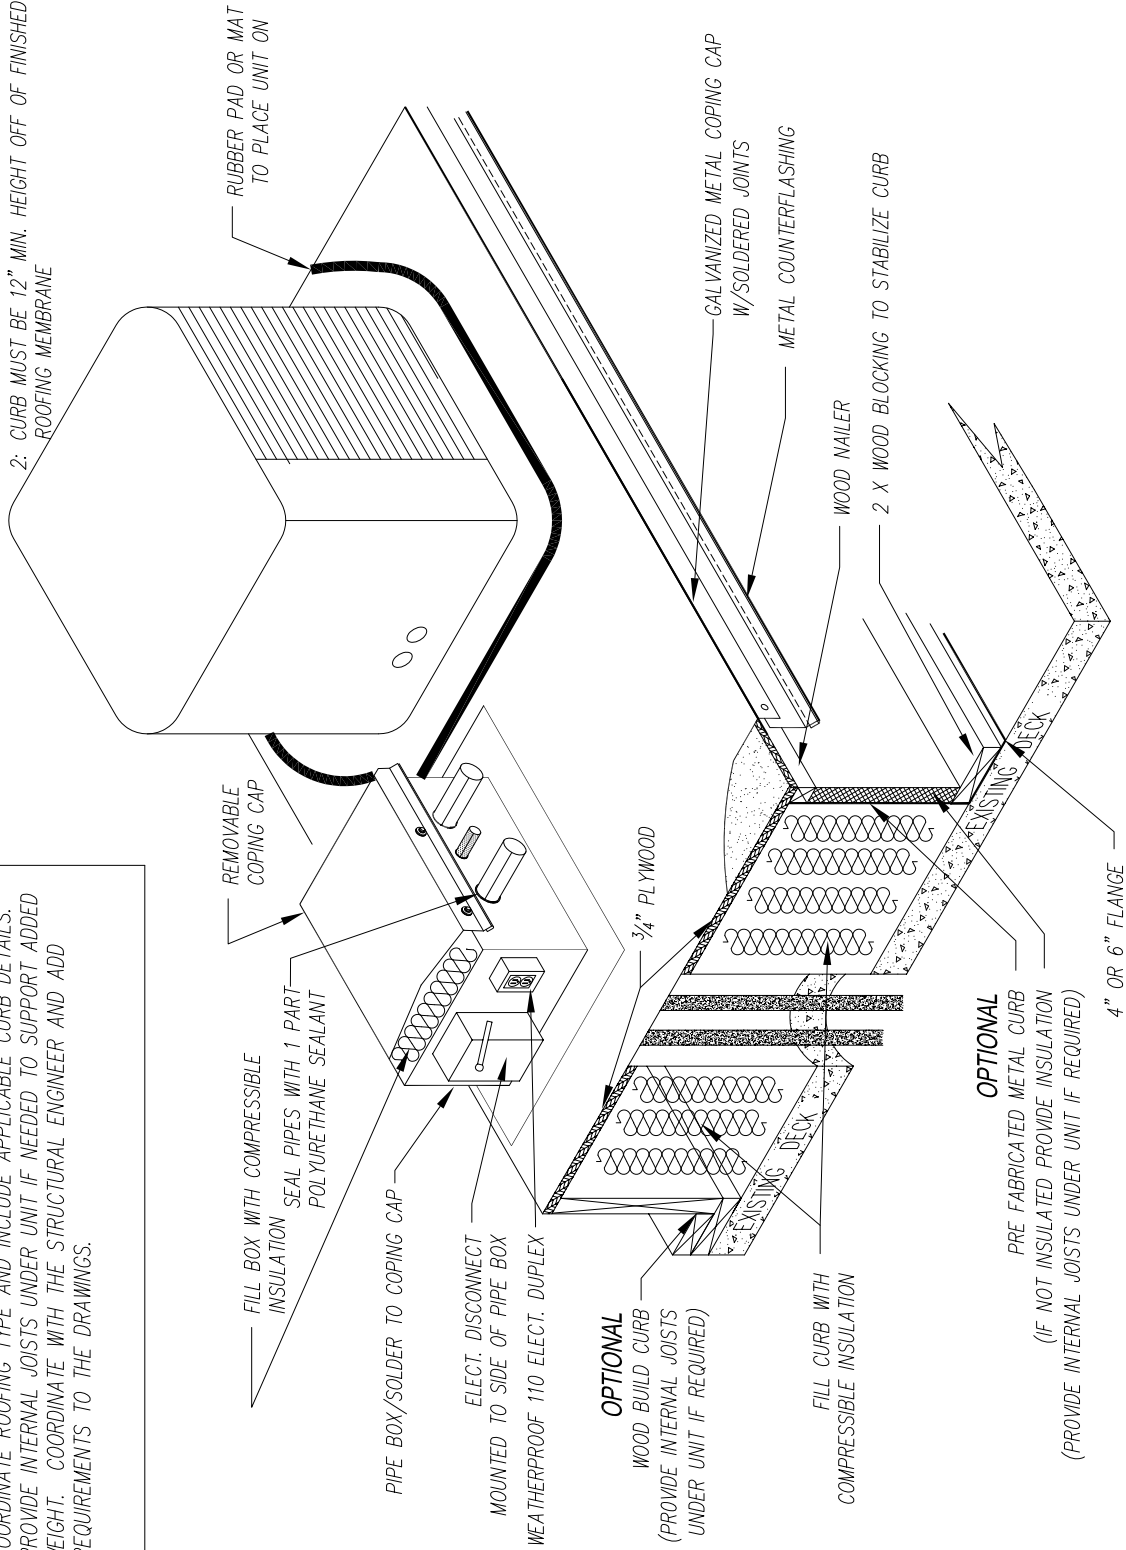 OORDINATE ROOFING TYPE AND INCLUDE APPLICABLE CURB DETAILS.
PROVIDE INTERNAL JOISTS UNDER UNIT IF NEEDED TO SUPPORT ADDED
EIGHT. COORDINATE WITH THE STRUCTURAL ENGINEER AND ADD
EQUIREMENTS TO THE DRAWINGS.
2: CURB MUST BE 12" MIN. HEIGHT OFF OF FINISHED
ROOFING MEMBRANE
REMOVABLE
COPING CAP
RUBBER PAD OR MAT
TO PLACE UNIT ON
FILL BOX WITH COMPRESSIBLE
INSULATION
SEAL PIPES WITH 1 PART
POLYURETHANE SEALANT
PIPE BOX/SOLDER TO COPING CAP
ELECT. DISCONNECT
MOUNTED TO SIDE OF PIPE BOX
WEATHERPROOF 110 ELECT. DUPLEX
OPTIONAL
WOOD BUILD CURB
(PROVIDE INTERNAL JOISTS
UNDER UNIT IF REQUIRED)
3/4" PLYWOOD
GALVANIZED METAL COPING CAP
W/SOLDERED JOINTS
METAL COUNTERFLASHING
WOOD NAILER
2 X WOOD BLOCKING TO STABILIZE CURB
EXISTING DECK
EXISTING DECK
FILL CURB WITH
COMPRESSIBLE INSULATION
OPTIONAL
PRE FABRICATED METAL CURB
(IF NOT INSULATED PROVIDE INSULATION
(PROVIDE INTERNAL JOISTS UNDER UNIT IF REQUIRED)
4" OR 6" FLANGE